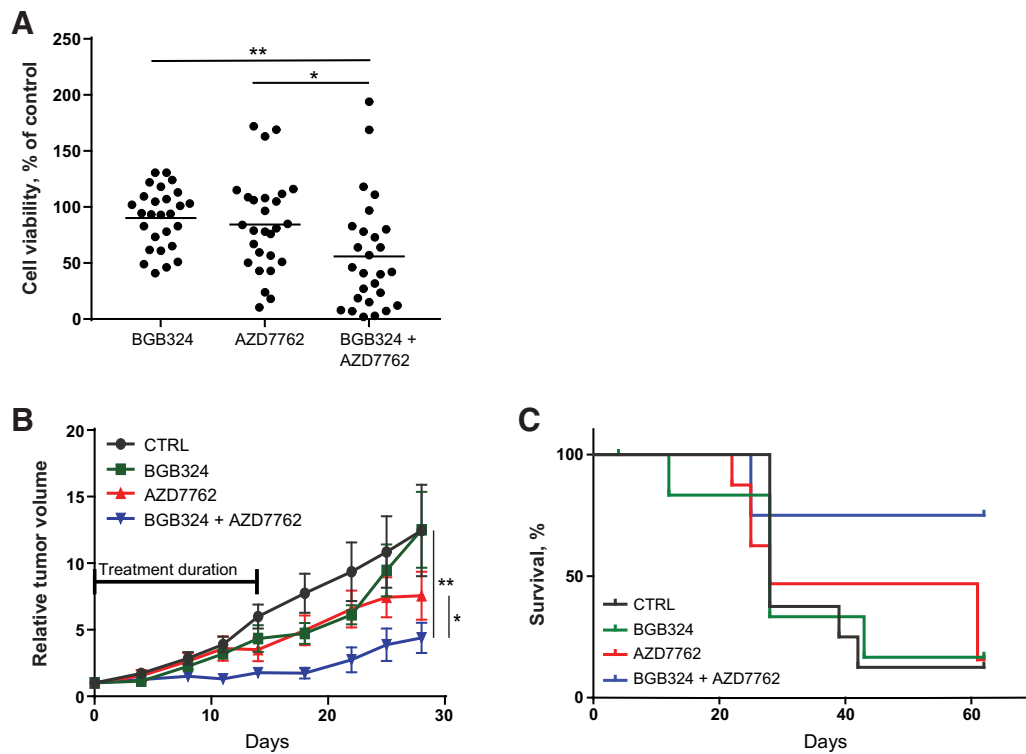 A
Cell viability, % of control
250
200
150
100
50
0
**
*
BGB324
AZD7762
BGB324 +
AZD7762
B
Relative tumor volume
20
15
10
5
0
CTRL
BGB324
AZD7762
BGB324 + AZD7762
Treatment duration
**
*
0
10
20
30
Days
C
Survival, %
100
50
0
CTRL
BGB324
AZD7762
BGB324 + AZD7762
0
20
40
60
Days